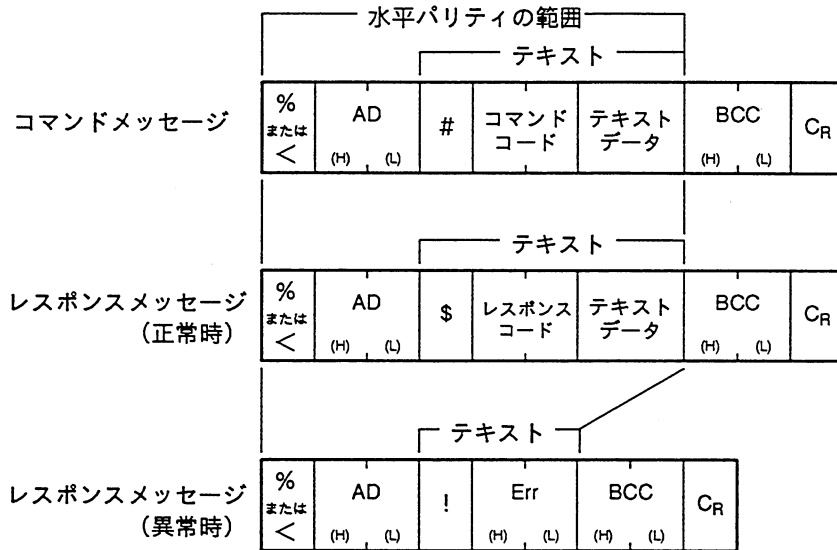 水平パリティの範囲
テキスト
コマンドメッセージ
% または <
AD (H) (L)
#
コマンド コード
テキスト データ
BCC (H) (L)
CR
テキスト
レスポンスメッセージ (正常時)
% または <
AD (H) (L)
$
レスポンス コード
テキスト データ
BCC (H) (L)
CR
テキスト
レスポンスメッセージ (異常時)
% または <
AD (H) (L)
!
Err (H) (L)
BCC (H) (L)
CR